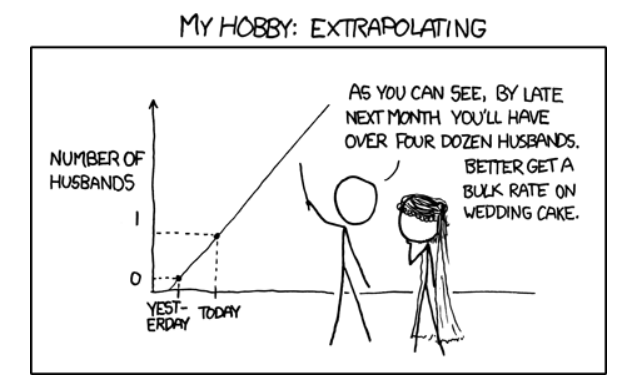 MY HOBBY: EXTRAPOLATING
AS YOU CAN SEE, BY LATE
NEXT MONTH YOU'LL HAVE
OVER FOUR DOZEN HUSBANDS.
BETTER GET A
BULK RATE ON
WEDDING CAKE.
NUMBER OF
HUSBANDS
1
0
YEST-
ERDAY
TODAY